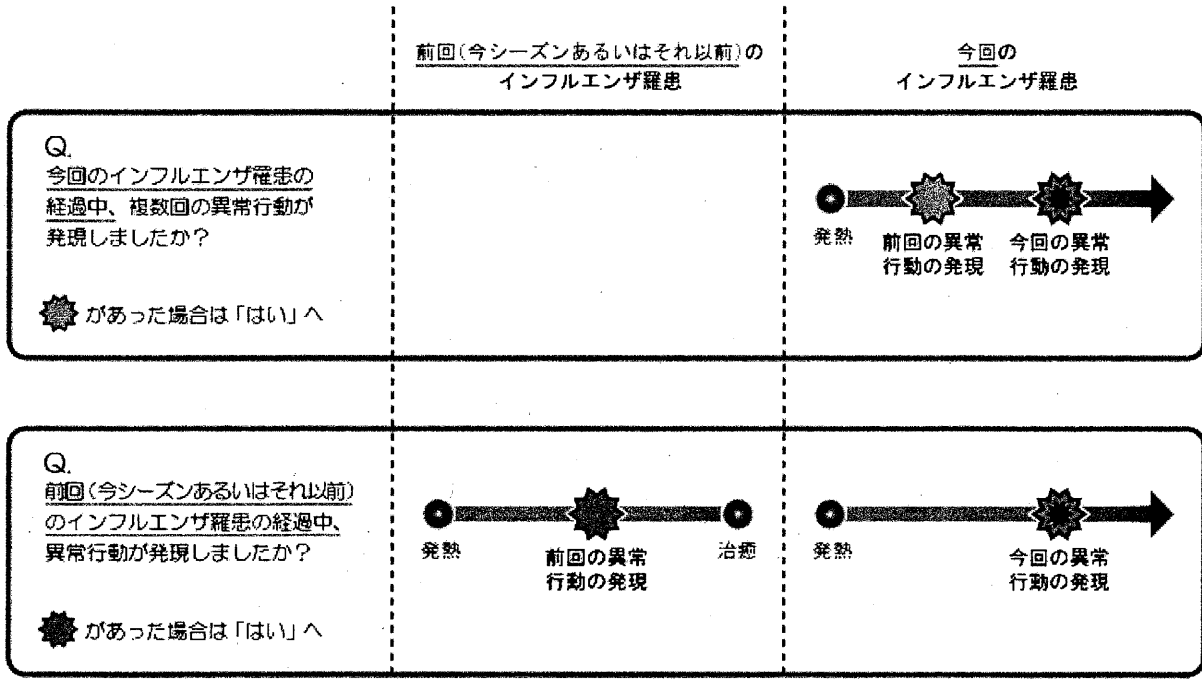 前回(今シーズンあるいはそれ以前)の
インフルエンザ羅患
今回の
インフルエンザ羅患
Q.
今回のインフルエンザ罹患の
経過中、複数回の異常行動が
発現しましたか？
があった場合は「はい」へ
発熱
前回の異常
行動の発現
今回の異常
行動の発現
Q.
前回(今シーズンあるいはそれ以前)
のインフルエンザ羅患の経過中、
異常行動が発現しましたか？
があった場合は「はい」へ
発熱
前回の異常
行動の発現
治癒
発熱
今回の異常
行動の発現